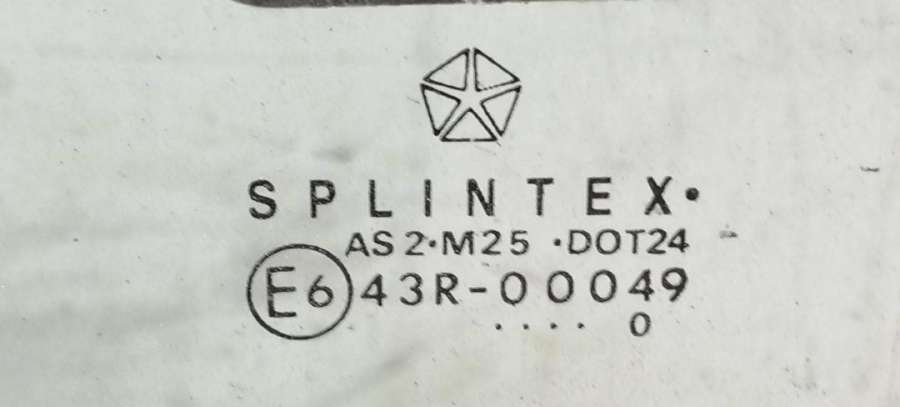 SPLINTEX·
AS2·M25 ·DOT24
E6 43R-00049
.... 0